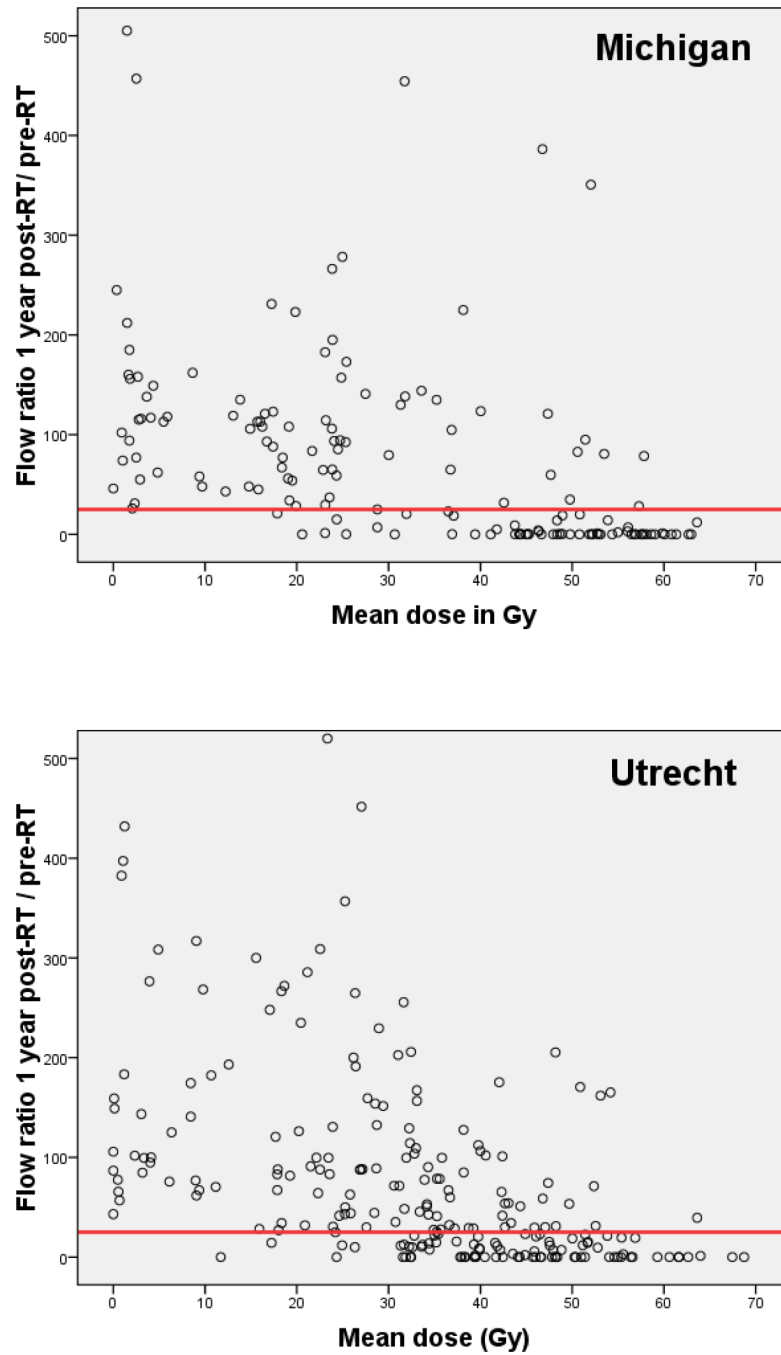 Michigan
Flow ratio 1 year post-RT/ pre-RT
500
400
300
200
100
0
0 10 20 30 40 50 60 70
Mean dose in Gy
Utrecht
Flow ratio 1 year post-RT / pre-RT
500
400
300
200
100
0
0 10 20 30 40 50 60 70
Mean dose (Gy)